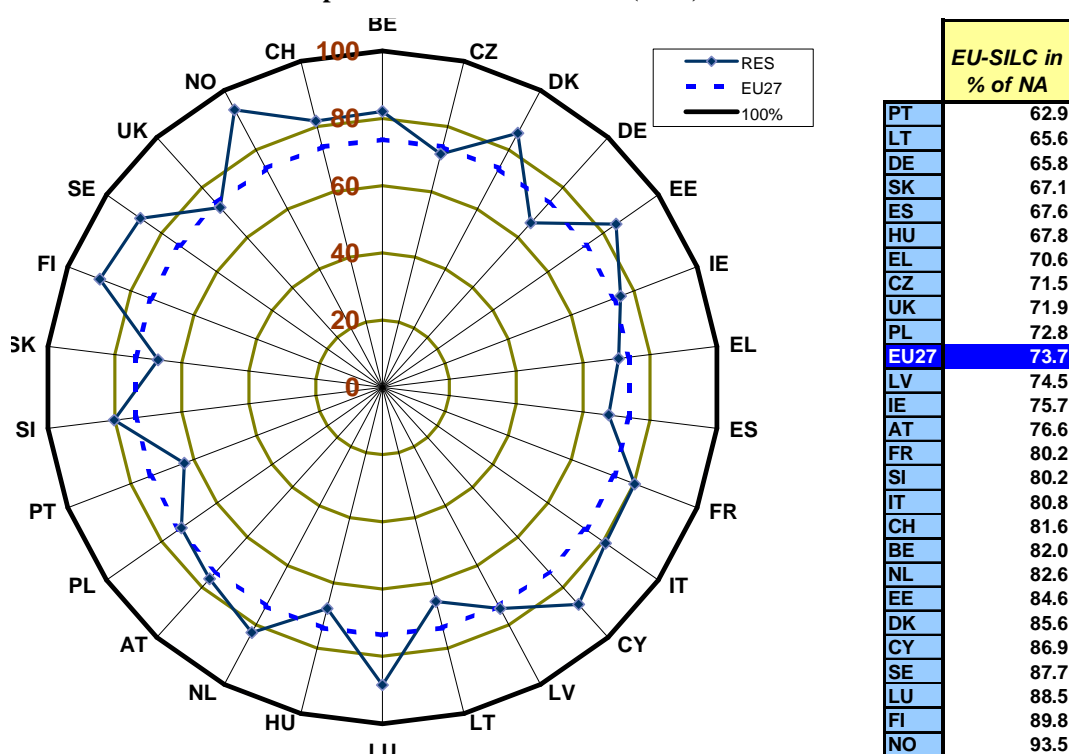 BE
CH
100
CZ
NO
DK
UK
80
DE
SE
60
EE
FI
40
IE
20
SK
0
EL
SI
ES
PT
FR
PL
IT
AT
CY
NL
LV
HU
LT
LU
RES
EU27
100%
EU-SILC in
% of NA
PT 62.9
LT 65.6
DE 65.8
SK 67.1
ES 67.6
HU 67.8
EL 70.6
CZ 71.5
UK 71.9
PL 72.8
EU27 73.7
LV 74.5
IE 75.7
AT 76.6
FR 80.2
SI 80.2
IT 80.8
CH 81.6
BE 82.0
NL 82.6
EE 84.6
DK 85.6
CY 86.9
SE 87.7
LU 88.5
FI 89.8
NO 93.5